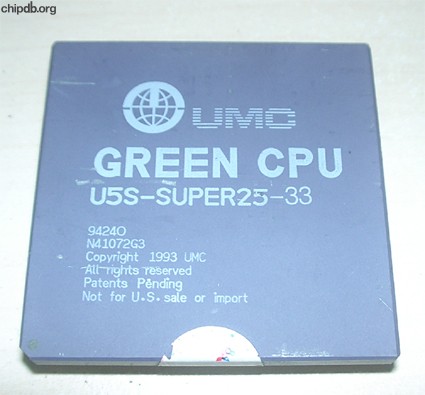 chipdb.org
UMC
GREEN CPU
U5S-SUPER25-33
9424O
N41072G3
Copyright 1993 UMC
All rights reserved
Patents Pending
Not for U.S. sale or import